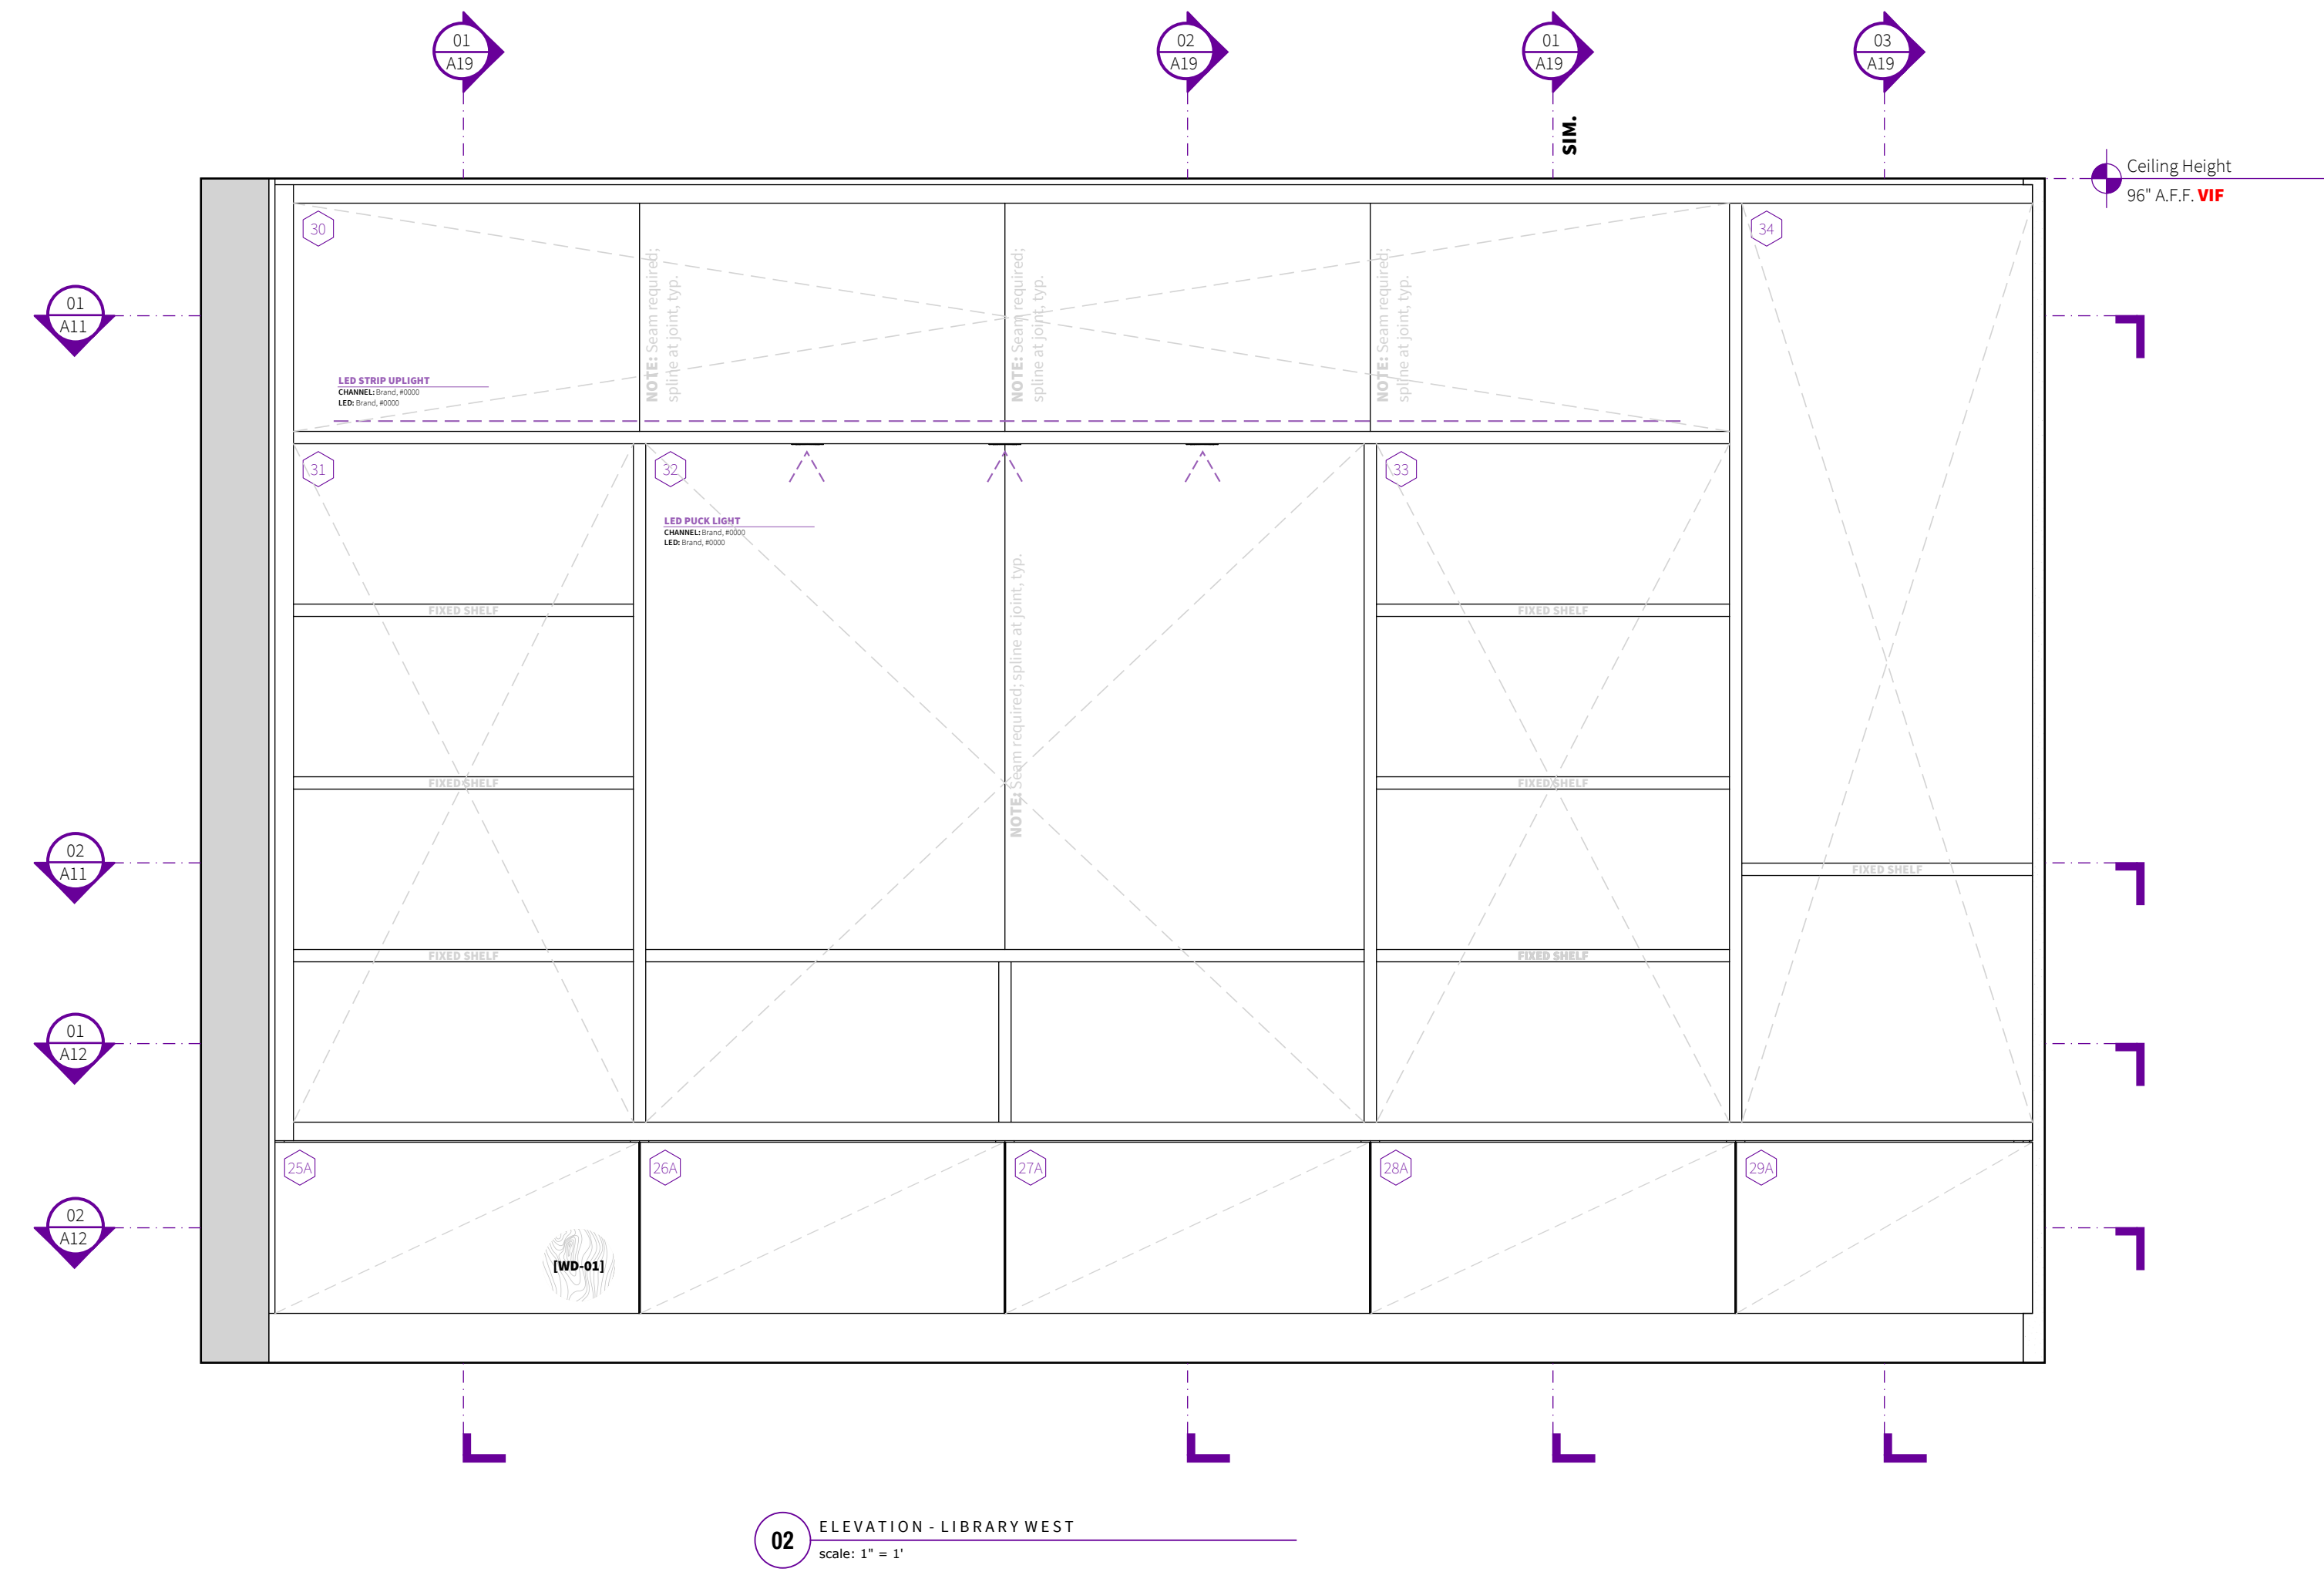 01
A19
02
A19
01
A19
03
A19
SIM.
Ceiling Height
96" A.F.F. VIF
30
34
01
A11
NOTE: Seam required;
spline at joint, typ.
NOTE: Seam required;
spline at joint, typ.
NOTE: Seam required;
spline at joint, typ.
LED STRIP UPLIGHT
CHANNEL: Brand, #0000
LED: Brand, #0000
31
32
33
LED PUCK LIGHT
CHANNEL: Brand, #0000
LED: Brand, #0000
NOTE: Seam required; spline at joint, typ.
FIXED SHELF
FIXED SHELF
FIXED SHELF
FIXED SHELF
02
A11
FIXED SHELF
FIXED SHELF
FIXED SHELF
01
A12
25A
26A
27A
28A
29A
02
A12
[WD-01]
02
ELEVATION - LIBRARY WEST
scale: 1" = 1'